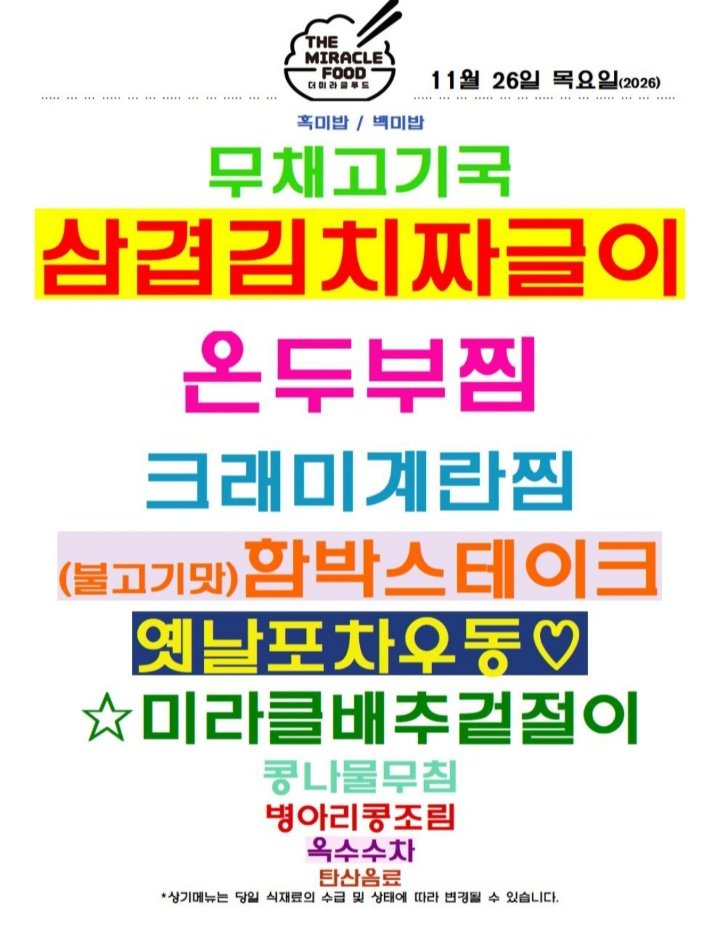 THE
MIRACLE
FOOD
더미라클푸드
11월 26일 목요일(2026)
흑미밥 / 백미밥
무채고기국
삼겹김치짜글이
온두부찜
크래미계란찜
(불고기맛)함박스테이크
옛날포차우동♡
☆미라클배추겉절이
콩나물무침
병아리콩조림
옥수수차
탄산음료
*상기메뉴는 당일 식재료의 수급 및 상태에 따라 변경될 수 있습니다.